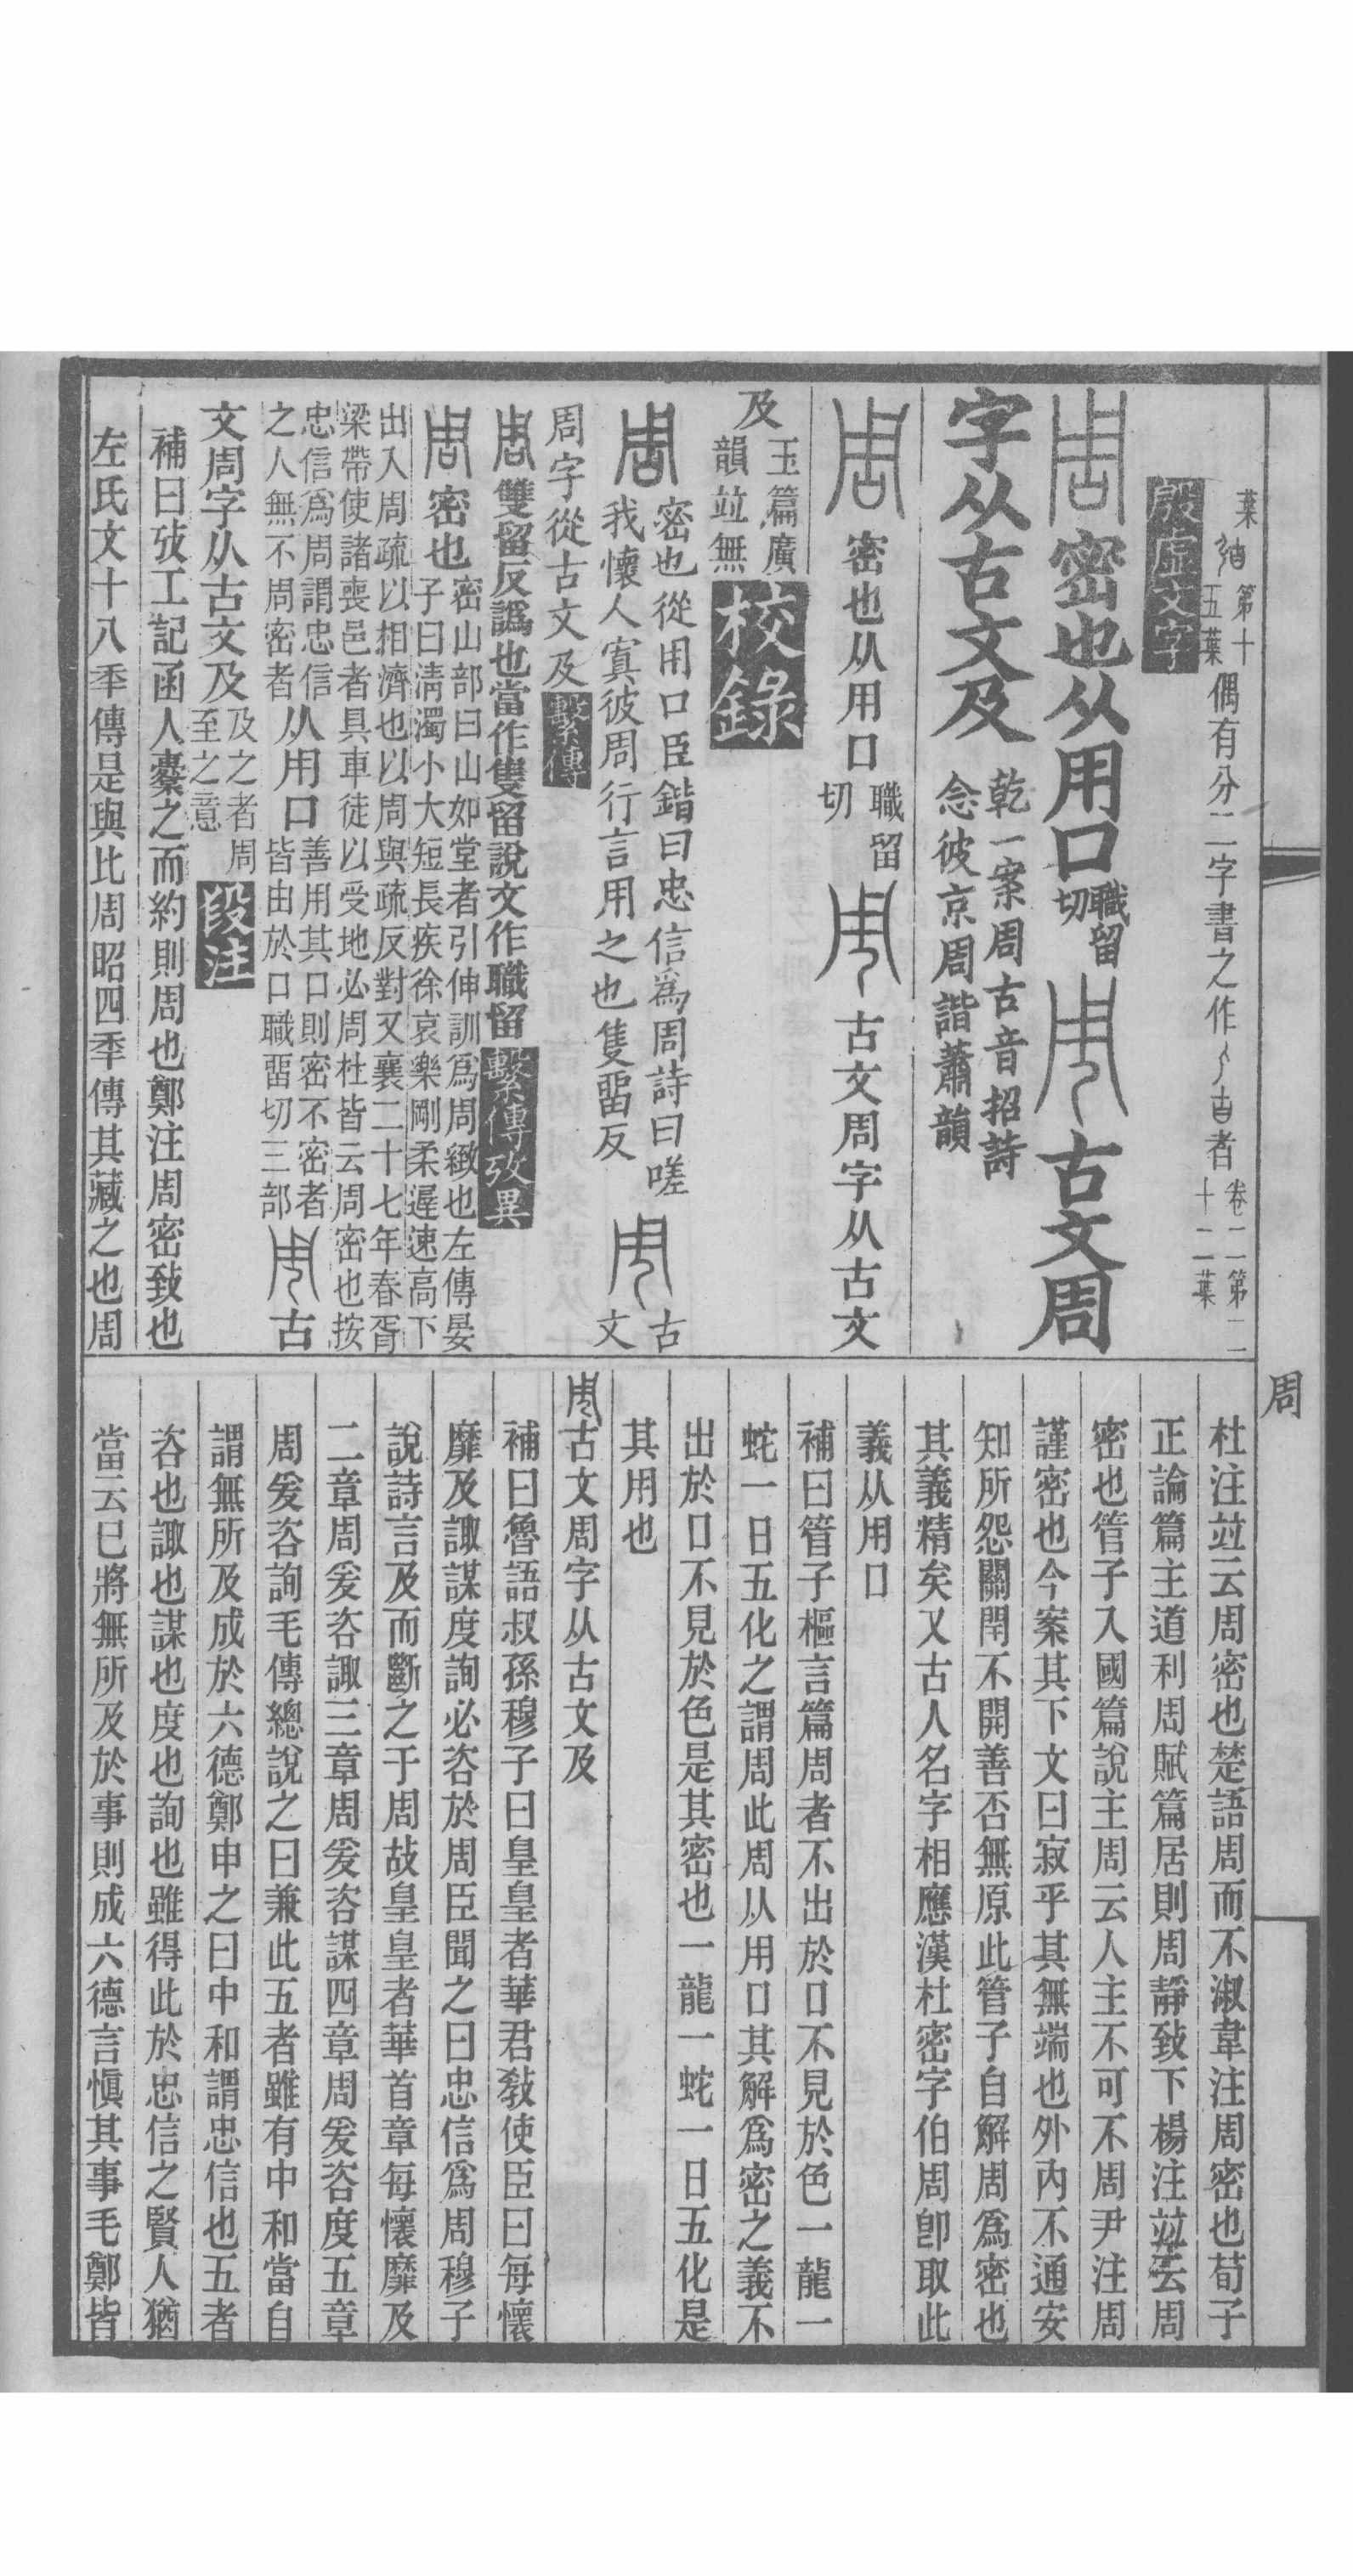 葉
第十
五葉
偶有分二字書之作
者
卷二第二
十二葉
殷虛文字
周密也从用口
職留
切
古文周
字从古文及
乾一案周古音招詩
念彼京周諧蕭韻
周密也从用口
職留
切
古文周字从古文
及
玉篇廣
韻竝無
校錄
周
密也從用口臣鍇曰忠信爲周詩曰嗟
我懷人寘彼周行言用之也隻畱反
古
文
周字從古文及
繫傳
周雙留反譌也當作隻留說文作職留
繫傳攷異
周密也
密山部曰山如堂者引伸訓爲周緻也左傳晏
子曰淸濁小大短長疾徐哀樂剛柔遲速高下
出入周疏以相濟也以周與疏反對又襄二十七年春胥
梁帶使諸喪邑者具車徒以受地必周杜皆云周密也按
忠信爲周謂忠信
之人無不周密者
从用口
善用其口則密不密者
皆由於口職畱切三部
古
文周字从古文及
及之者周
至之意
段注
補曰攷工記函人櫜之而約則周也鄭注周密致也
左氏文十八秊傳是與比周昭四秊傳其藏之也周
周
杜注竝云周密也楚語周而不淑韋注周密也荀子
正論篇主道利周賦篇居則周靜致下楊注竝云周
密也管子入國篇說主周云人主不可不周尹注周
謹密也今案其下文曰寂乎其無端也外內不通安
知所怨關閈不開善否無原此管子自解周爲密也
其義精矣又古人名字相應漢杜密字伯周卽取此
義从用口
補曰管子樞言篇周者不出於口不見於色一龍一
蛇一日五化之謂周此周从用口其解爲密之義不
出於口不見於色是其密也一龍一蛇一日五化是
其用也
古文周字从古文及
補曰魯語叔孫穆子曰皇皇者華君敎使臣曰每懷
靡及諏謀度詢必咨於周臣聞之曰忠信爲周穆子
說詩言及而斷之于周故皇皇者華首章每懷靡及
二章周爰咨諏三章周爰咨謀四章周爰咨度五章
周爰咨詢毛傳總說之曰兼此五者雖有中和當自
謂無所及成於六德鄭申之曰中和謂忠信也五者
咨也諏也謀也度也詢也雖得此於忠信之賢人猶
當云已將無所及於事則成六德言愼其事毛鄭皆